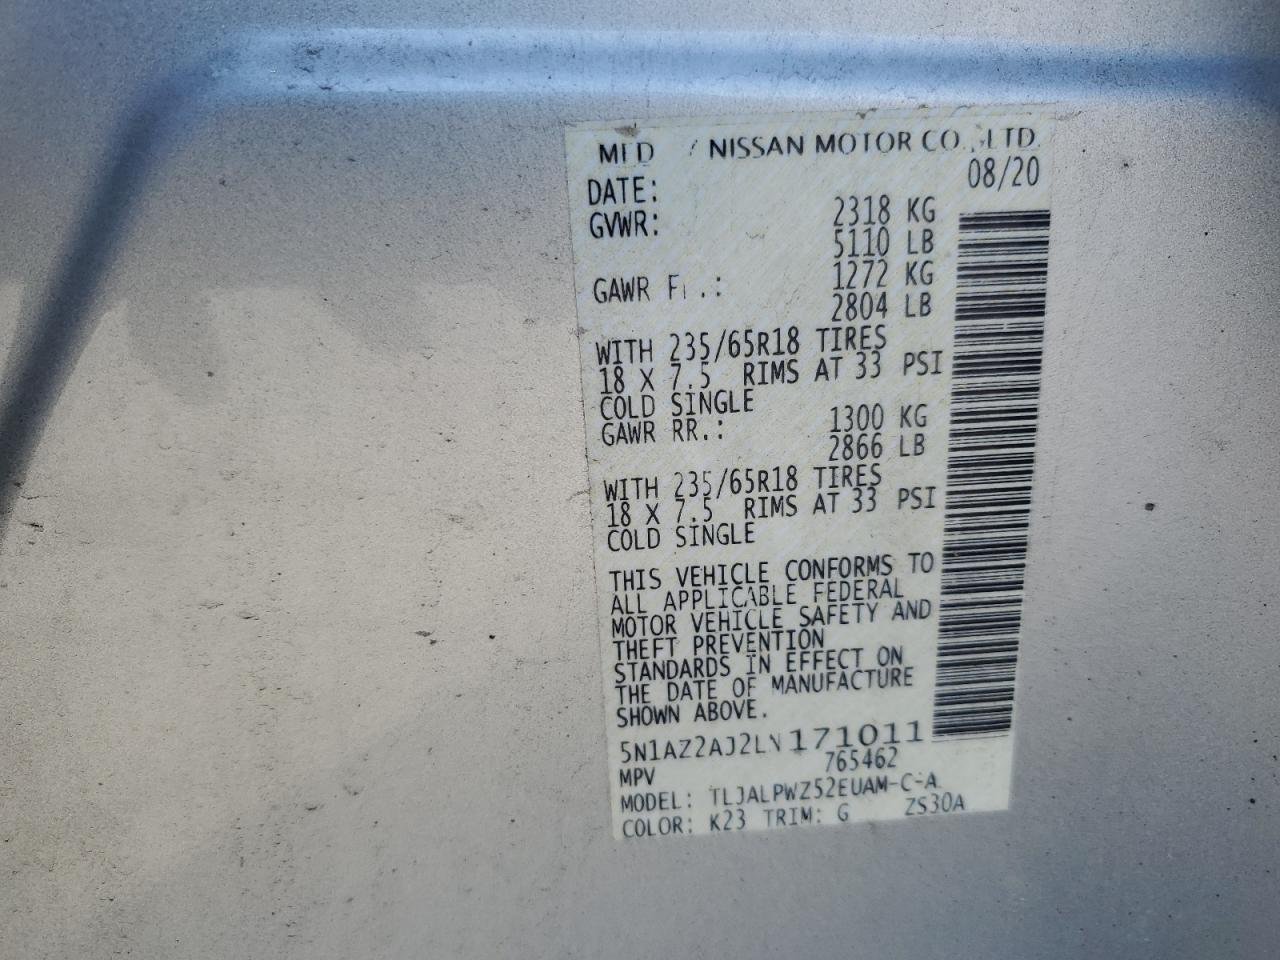 MFD / NISSAN MOTOR CO., LTD.
DATE: 08/20
GVWR: 2318 KG
5110 LB
GAWR F .: 1272 KG
2804 LB
WITH 235/65R18 TIRES
18 X 7.5 RIMS AT 33 PSI
COLD SINGLE
GAWR RR.: 1300 KG
2866 LB
WITH 235/65R18 TIRES
18 X 7.5 RIMS AT 33 PSI
COLD SINGLE
THIS VEHICLE CONFORMS TO
ALL APPLICABLE FEDERAL
MOTOR VEHICLE SAFETY AND
THEFT PREVENTION
STANDARDS IN EFFECT ON
THE DATE OF MANUFACTURE
SHOWN ABOVE.
5N1AZ2AJ2LN171011
MPV 765462
MODEL: TLJALPWZ52EUAM-C-A
COLOR: K23 TRIM: G ZS30A